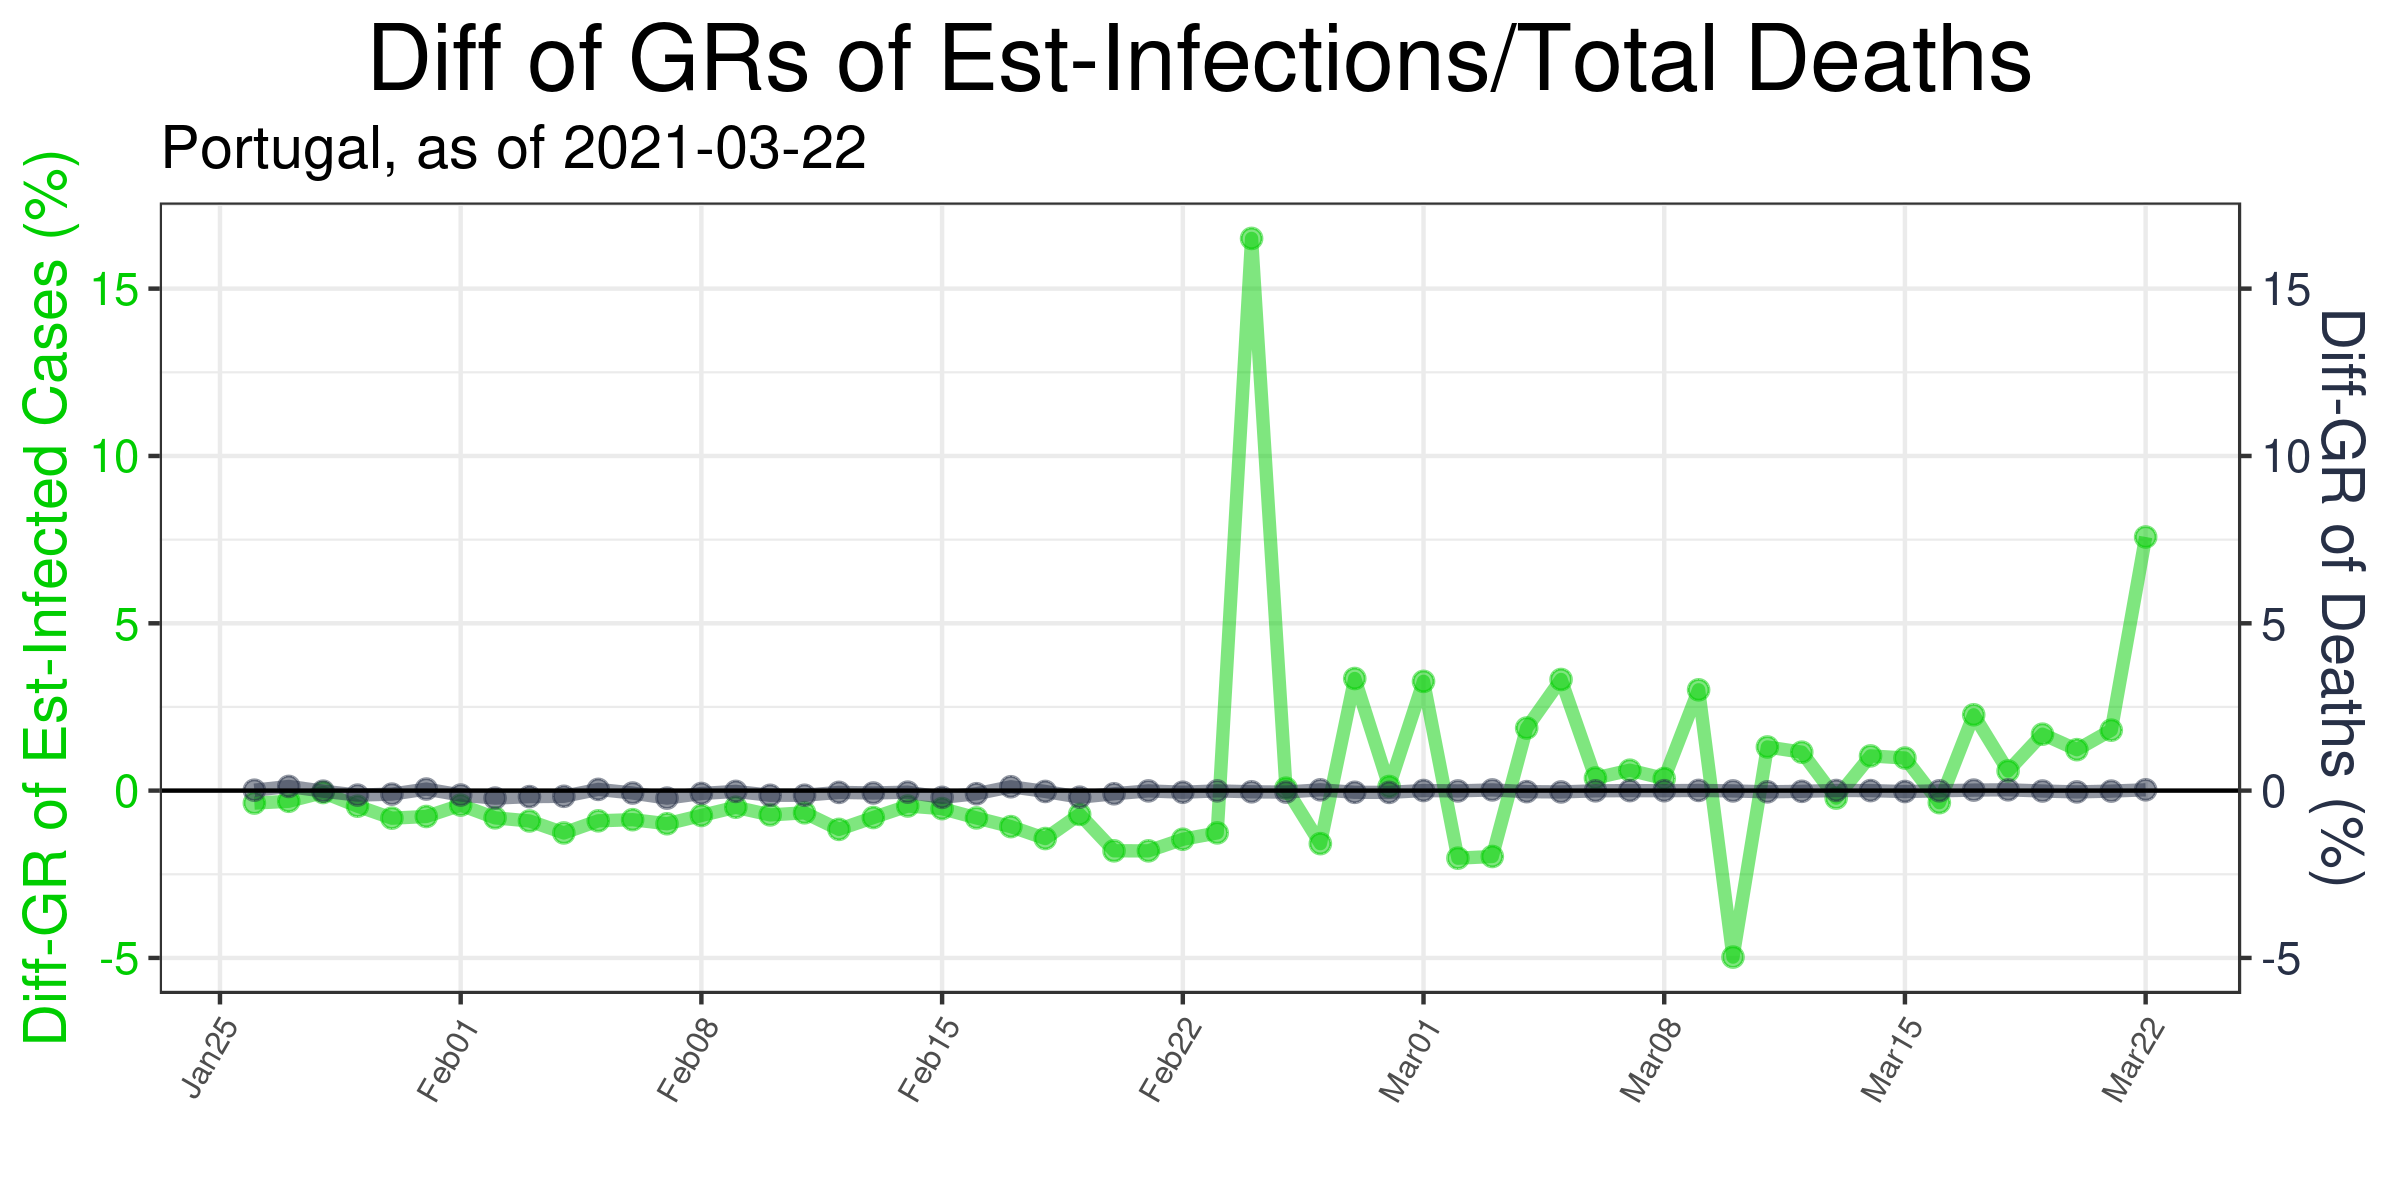 Diff of GRs of Est-Infections/Total Deaths
Portugal, as of 2021-03-22
Diff-GR of Est-Infected Cases (%)
15
10
5
0
-5
15
10
5
0
-5
Diff-GR of Deaths (%)
Jan25
Feb01
Feb08
Feb15
Feb22
Mar01
Mar08
Mar15
Mar22